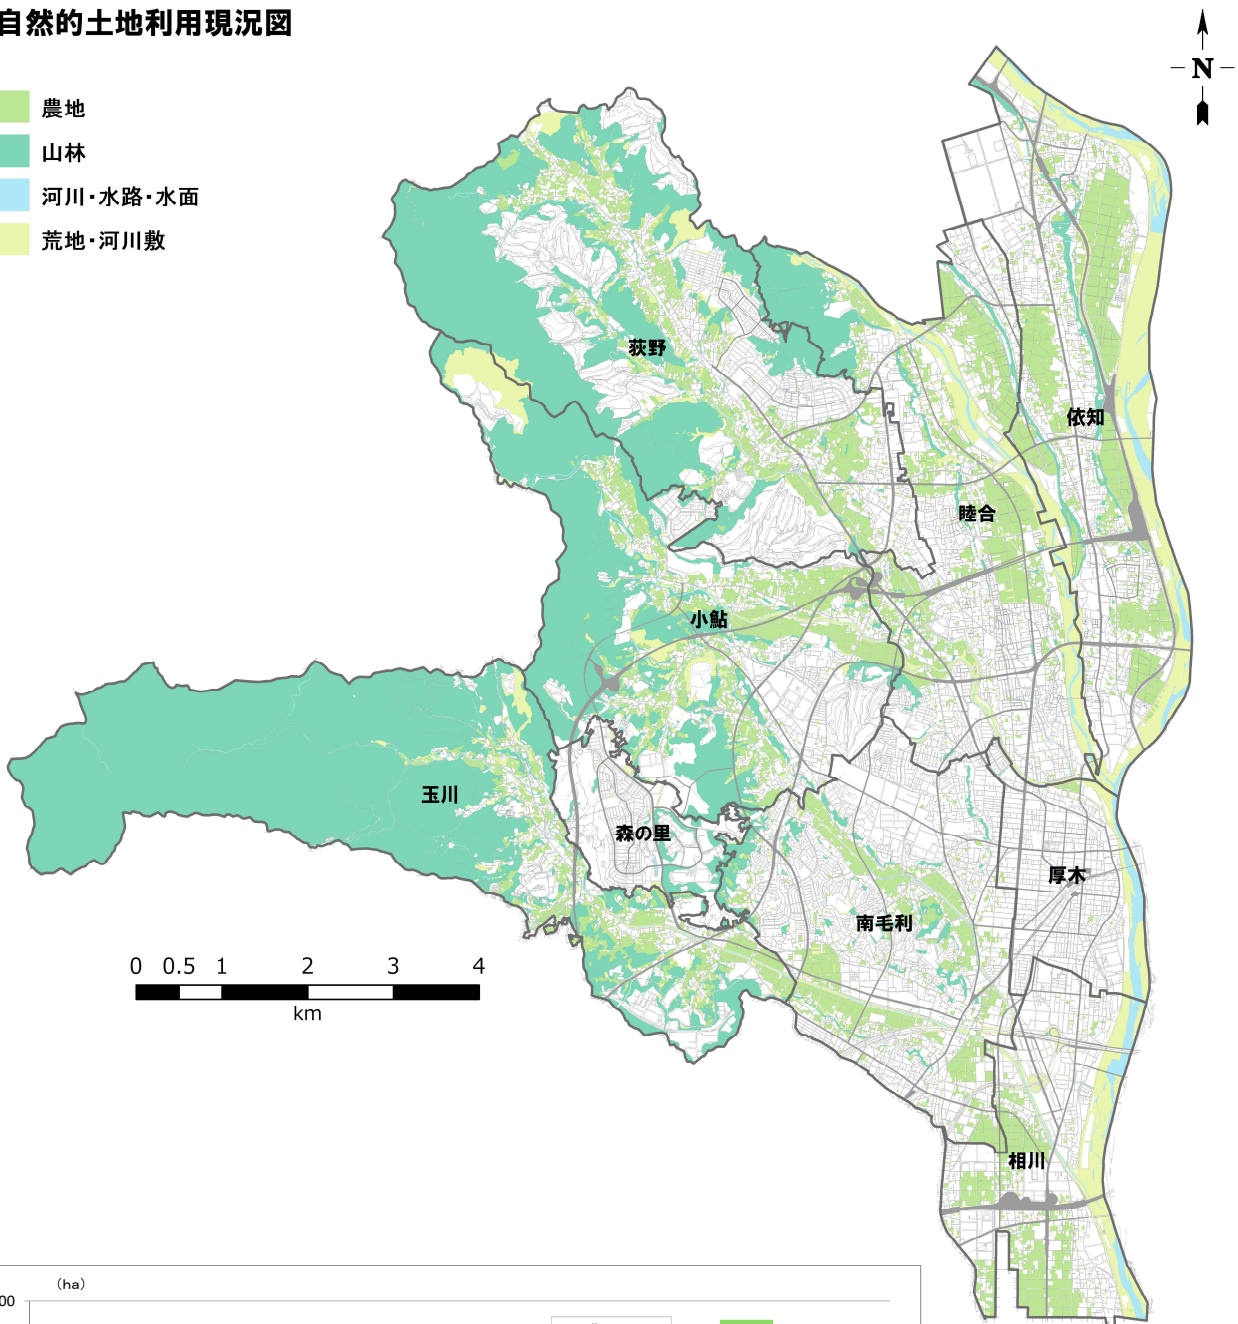 自然的土地利用現況図
N
農地
山林
河川・水路・水面
荒地・河川敷
荻野
依知
睦合
小鮎
玉川
森の里
厚木
南毛利
相川
0 0.5 1 2 3 4
km
（ha）
00